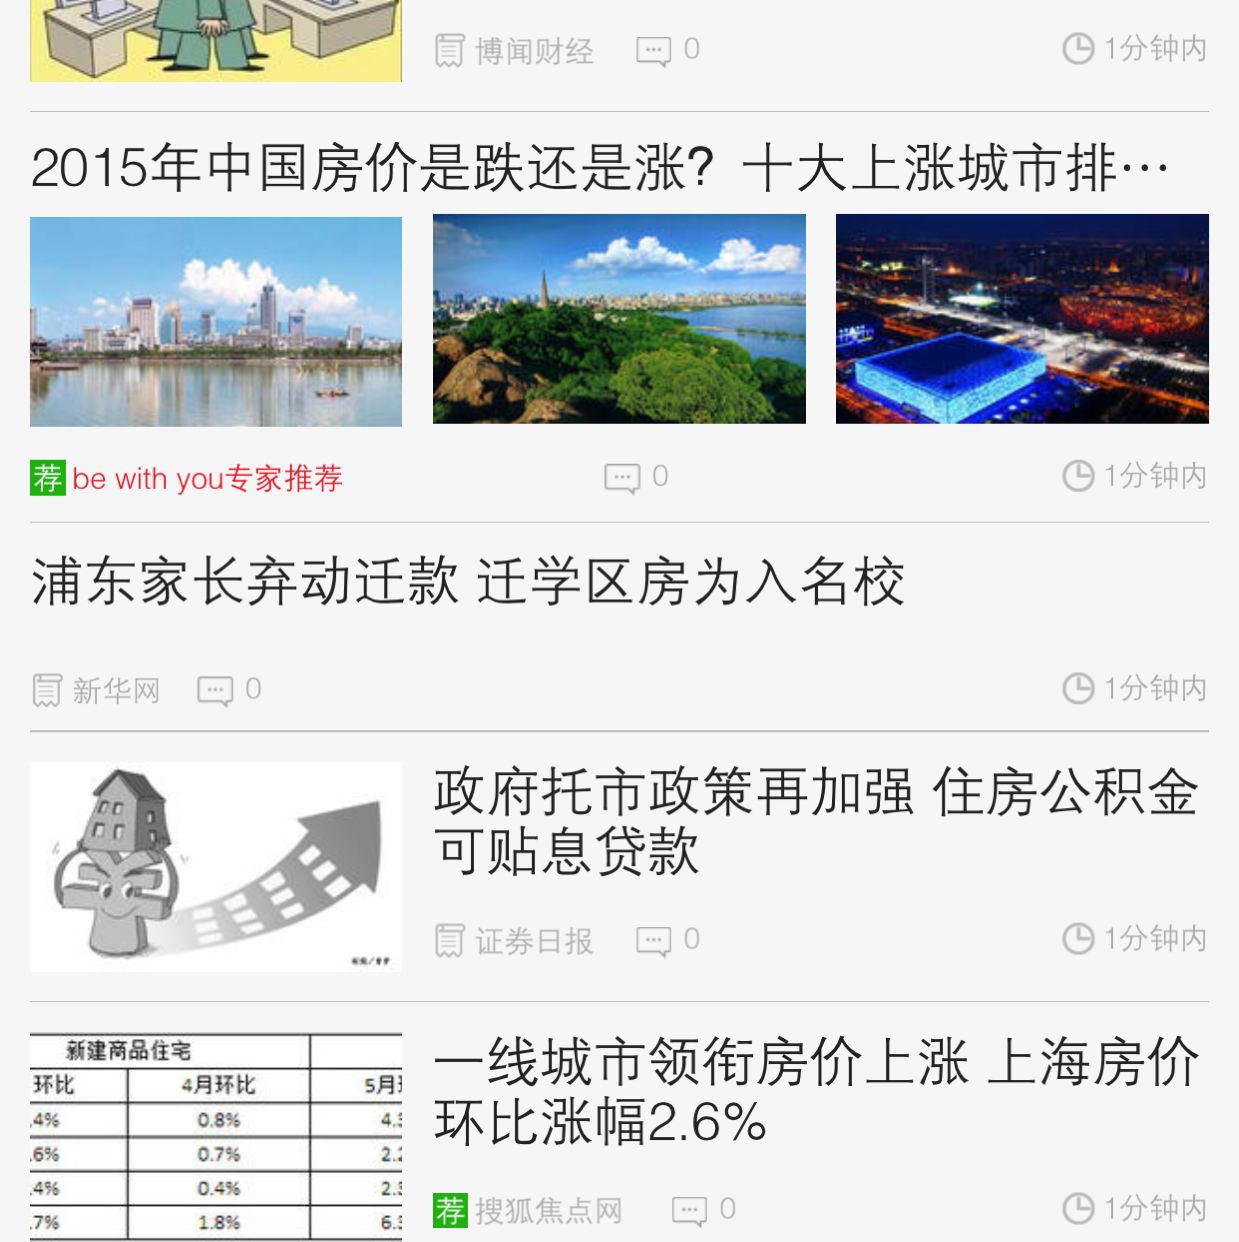 博闻财经 0 1分钟内
2015年中国房价是跌还是涨？十大上涨城市排…
荐 be with you专家推荐 0 1分钟内
浦东家长弃动迁款 迁学区房为入名校
新华网 0 1分钟内
政府托市政策再加强 住房公积金
可贴息贷款
证券日报 0 1分钟内
一线城市领衔房价上涨 上海房价
环比涨幅2.6%
新建商品住宅
环比 4月环比 5月
.4% 0.8% 4.
.6% 0.7% 2.
.4% 0.4% 2.
.7% 1.8% 6.
荐 搜狐焦点网 0 1分钟内